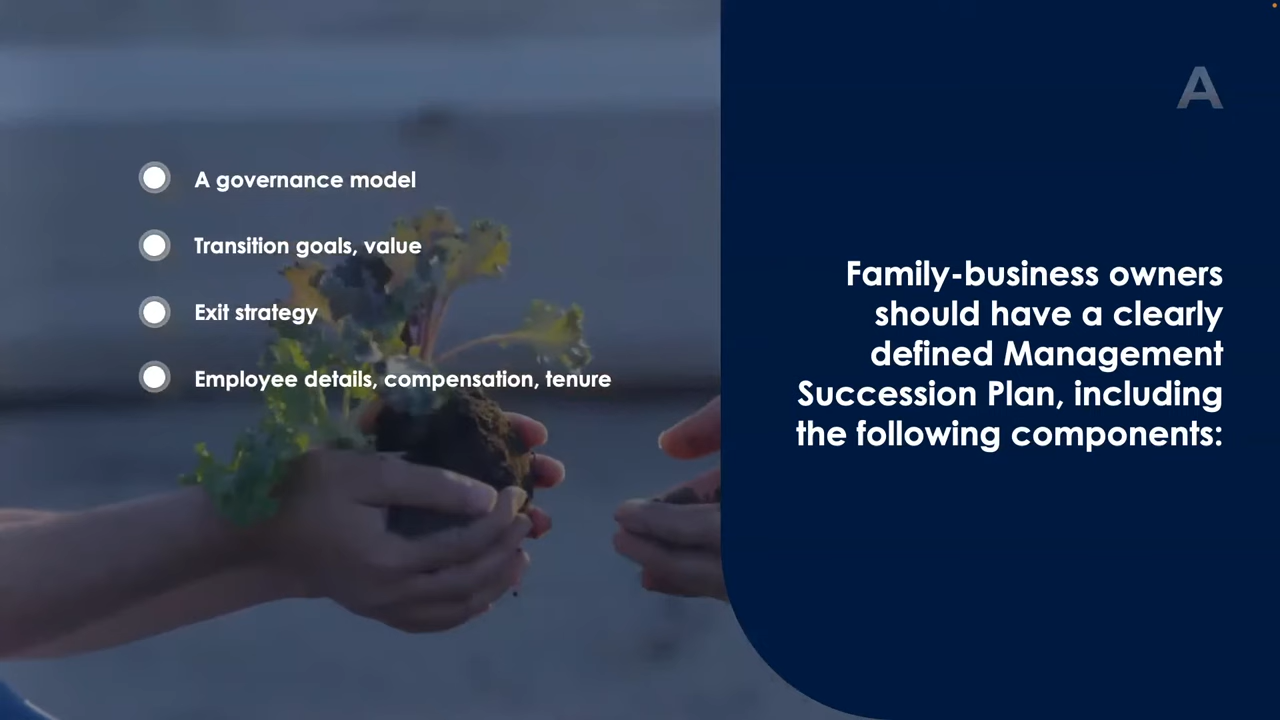 A governance model
Transition goals, value
Exit strategy
Employee details, compensation, tenure
A
Family-business owners
should have a clearly
defined Management
Succession Plan, including
the following components: